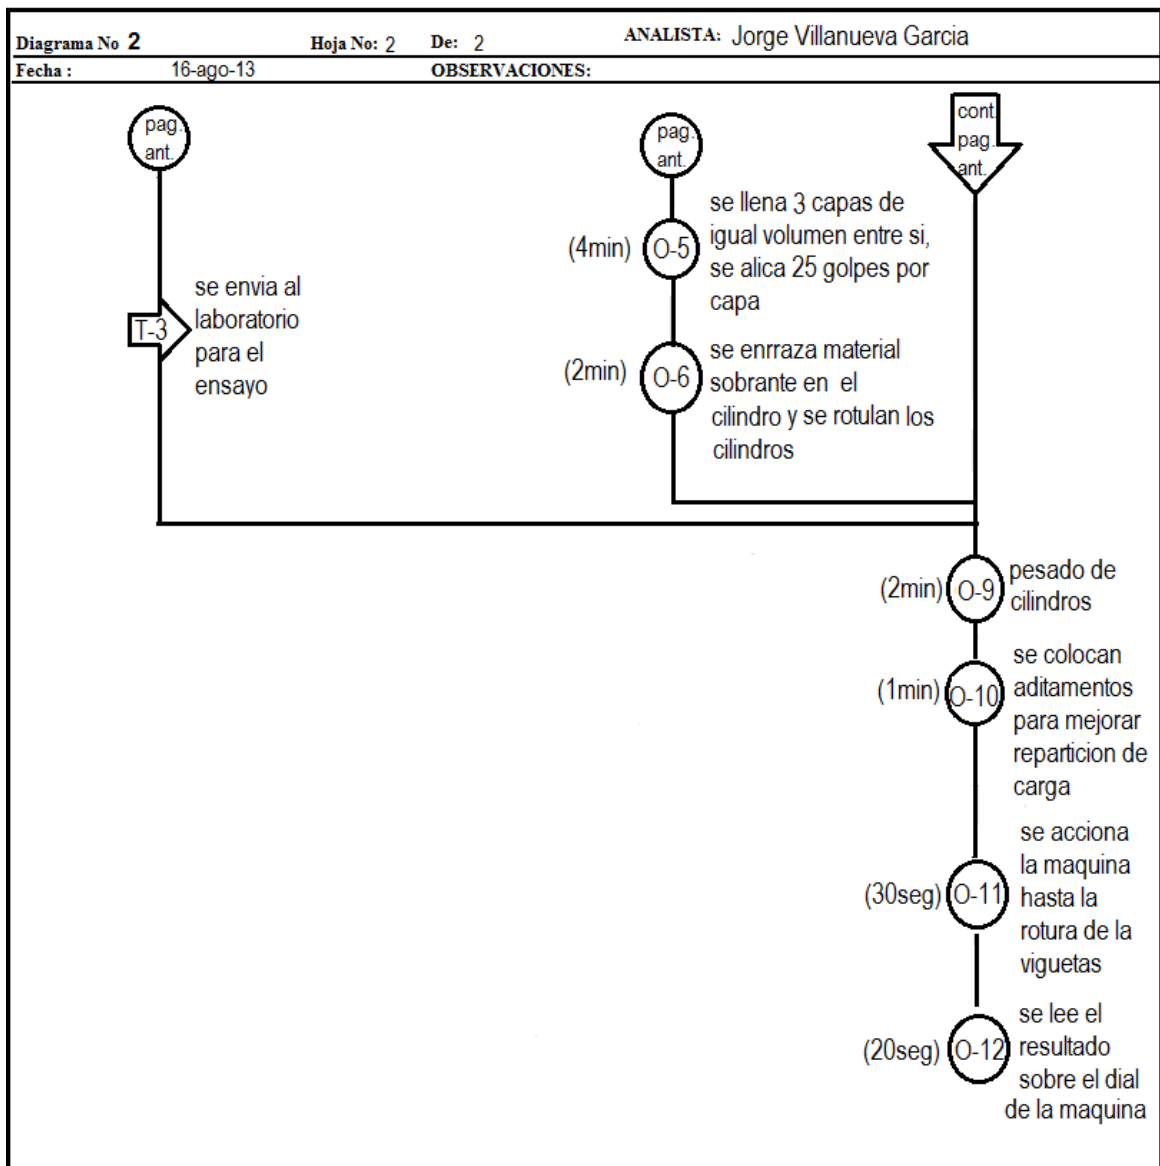 Diagrama No 2 Hoja No: 2 De: 2 ANALISTA: Jorge Villanueva Garcia
Fecha : 16-ago-13 OBSERVACIONES:
pag.
ant.
T-3
se envia al
laboratorio
para el
ensayo
pag.
ant.
(4min) O-5
se llena 3 capas de
igual volumen entre si,
se alica 25 golpes por
capa
(2min) O-6
se enrraza material
sobrante en el
cilindro y se rotulan los
cilindros
cont.
pag.
ant.
(2min) O-9
pesado de
cilindros
(1min) O-10
se colocan
aditamentos
para mejorar
reparticion de
carga
(30seg) O-11
se acciona
la maquina
hasta la
rotura de la
viguetas
(20seg) O-12
se lee el
resultado
sobre el dial
de la maquina